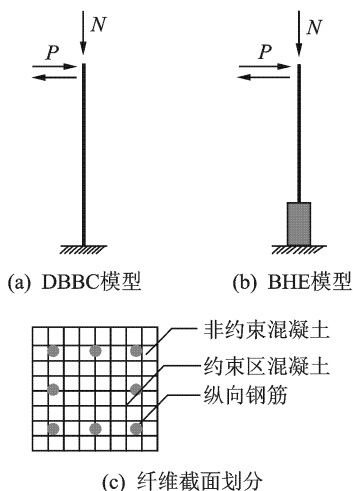 N
P
N
P
(a) DBBC模型
(b) BHE模型
非约束混凝土
约束区混凝土
纵向钢筋
(c) 纤维截面划分